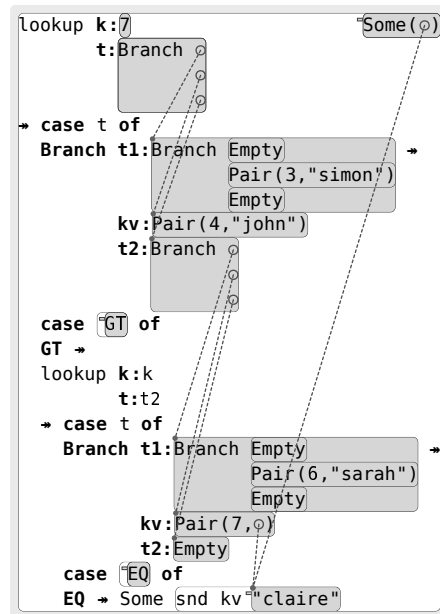 lookup k:7 Some( )
t:Branch
↠ case t of
Branch t1:Branch Empty ↠
Pair(3,"simon")
Empty
kv:Pair(4,"john")
t2:Branch
case GT of
GT ↠
lookup k:k
t:t2
↠ case t of
Branch t1:Branch Empty ↠
Pair(6,"sarah")
Empty
kv:Pair(7, )
t2:Empty
case EQ of
EQ ↠ Some snd kv "claire"